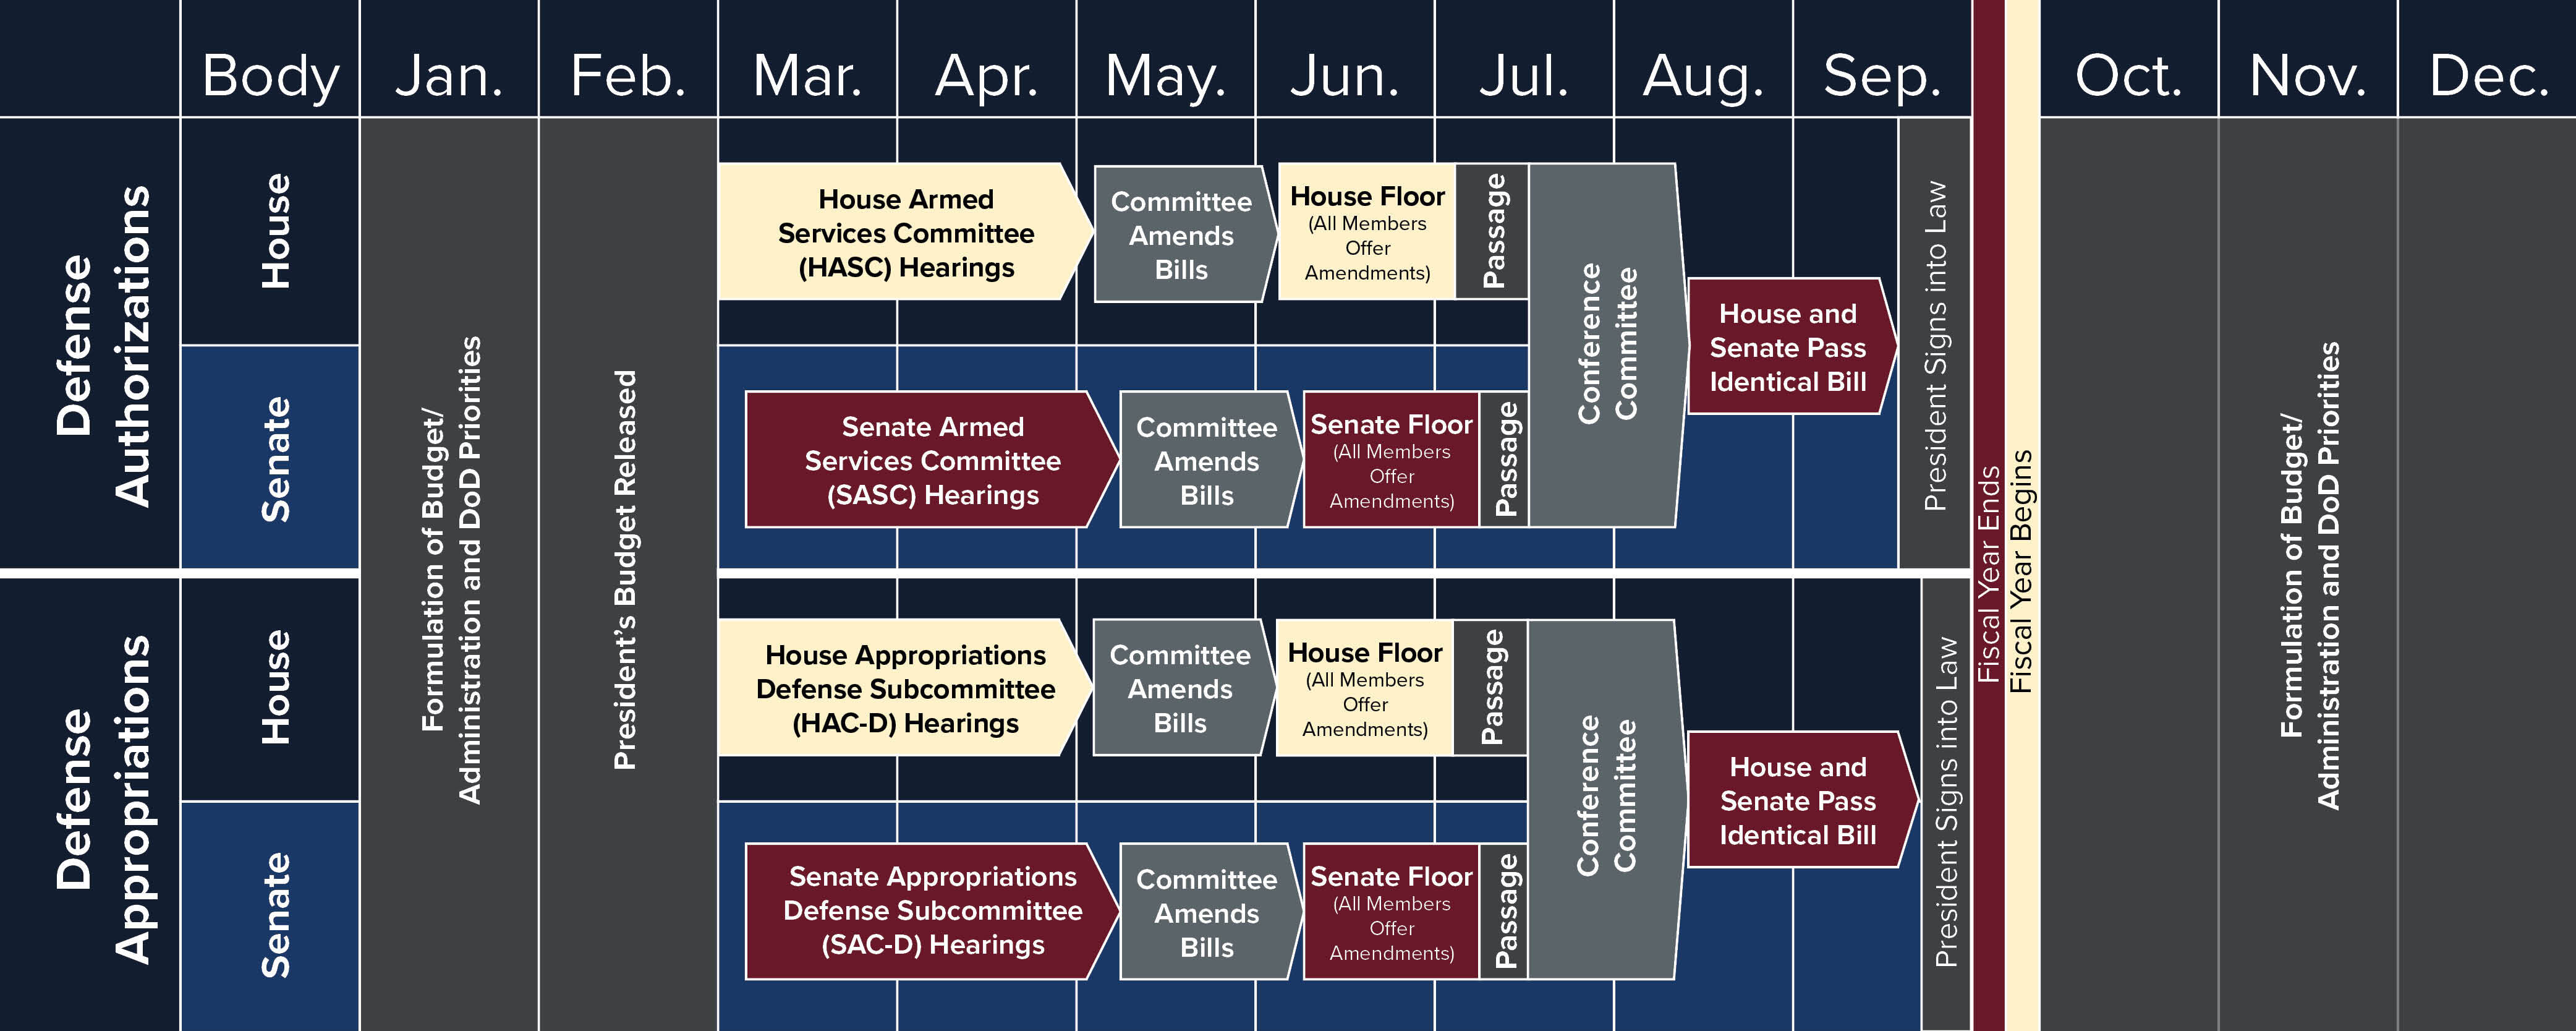 Body
Jan.
Feb.
Mar.
Apr.
May.
Jun.
Jul.
Aug.
Sep.
Oct.
Nov.
Dec.
Defense
Authorizations
House
Senate
Formulation of Budget/
Administration and DoD Priorities
President's Budget Released
House Armed
Services Committee
(HASC) Hearings
Committee
Amends
Bills
House Floor
(All Members
Offer
Amendments)
Passage
Senate Armed
Services Committee
(SASC) Hearings
Committee
Amends
Bills
Senate Floor
(All Members
Offer
Amendments)
Passage
Conference
Committee
House and
Senate Pass
Identical Bill
President Signs into Law
Defense
Appropriations
House
Senate
House Appropriations
Defense Subcommittee
(HAC-D) Hearings
Committee
Amends
Bills
House Floor
(All Members
Offer
Amendments)
Passage
Senate Appropriations
Defense Subcommittee
(SAC-D) Hearings
Committee
Amends
Bills
Senate Floor
(All Members
Offer
Amendments)
Passage
Conference
Committee
House and
Senate Pass
Identical Bill
President Signs into Law
Fiscal Year Ends
Fiscal Year Begins
Formulation of Budget/
Administration and DoD Priorities